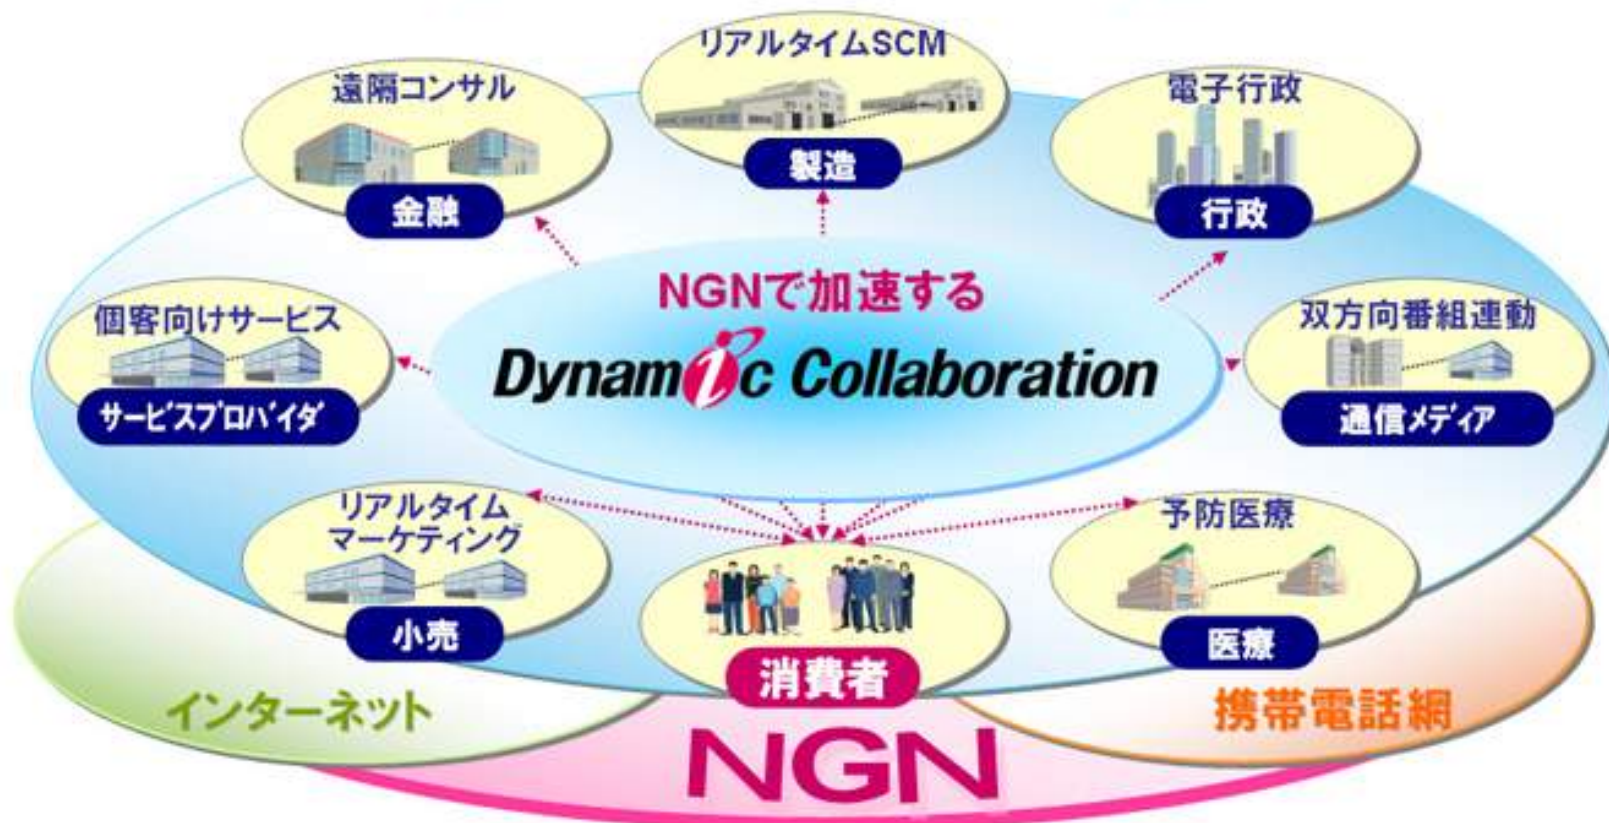 リアルタイムSCM
製造
遠隔コンサル
金融
電子行政
行政
NGNで加速する
Dynamic Collaboration
個客向けサービス
サービスプロバイダ
双方向番組連動
通信メディア
リアルタイム
マーケティング
小売
予防医療
医療
消費者
インターネット
携帯電話網
NGN